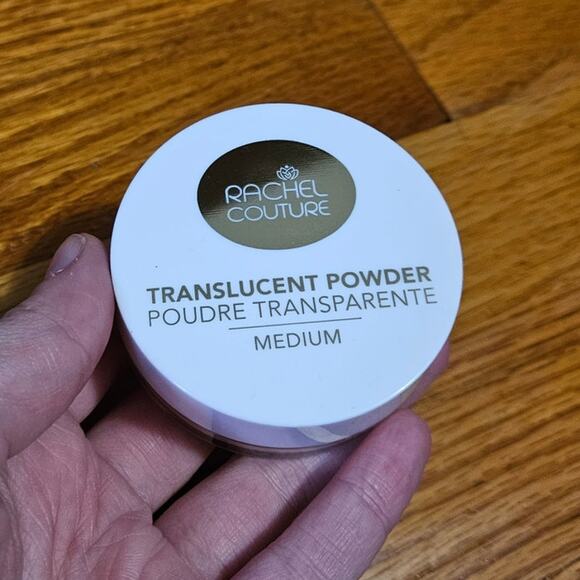 RACHEL
COUTURE
TRANSLUCENT POWDER
POUDRE TRANSPARENTE
MEDIUM